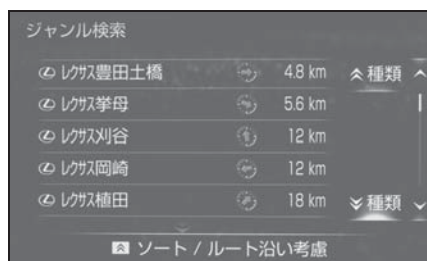 ジャンル検索
レクサス豊田土橋 4.8 km
種類
レクサス挙母 5.6 km
レクサス刈谷 12 km
レクサス岡崎 12 km
レクサス植田 18 km
種類
ソート / ルート沿い考慮